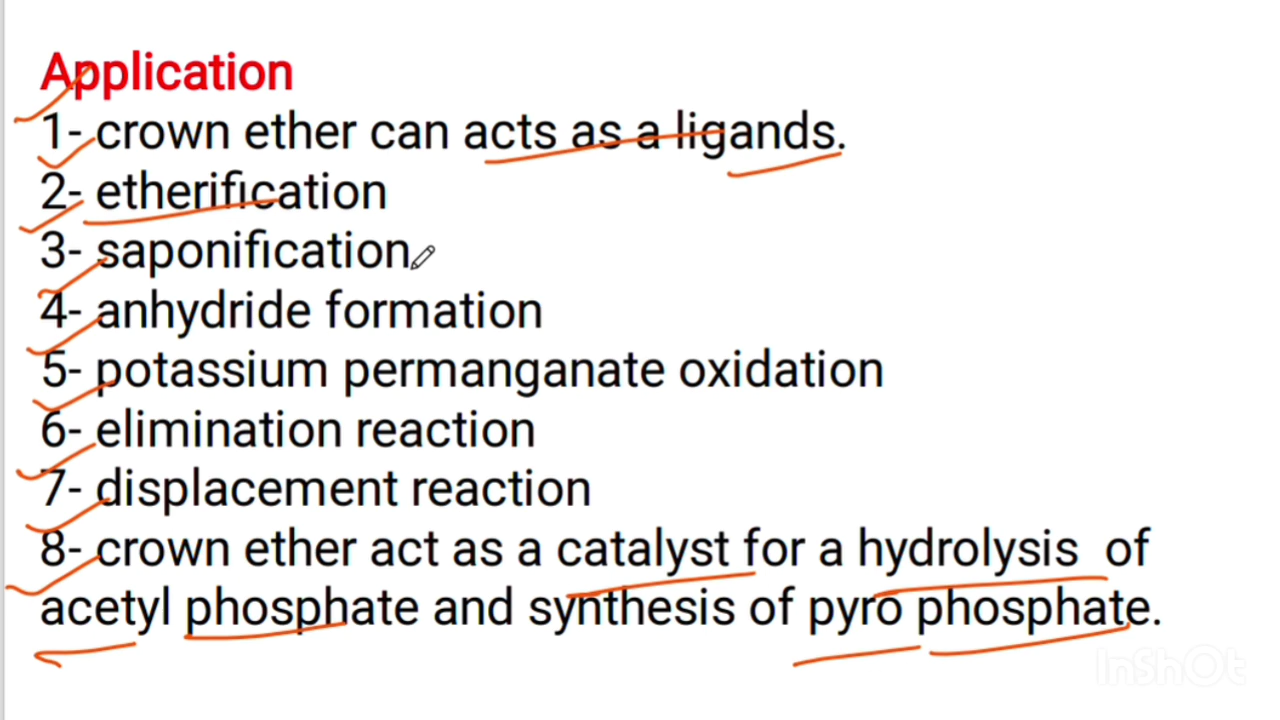 Application
1- crown ether can acts as a ligands.
2- etherification
3- saponification
4- anhydride formation
5- potassium permanganate oxidation
6- elimination reaction
7- displacement reaction
8- crown ether act as a catalyst for a hydrolysis of
acetyl phosphate and synthesis of pyro phosphate.
InShOt